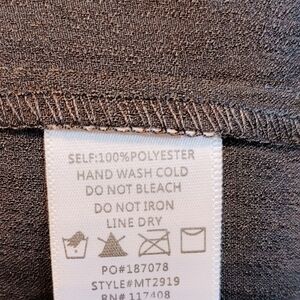 SELF:100%POLYESTER
HAND WASH COLD
DO NOT BLEACH
DO NOT IRON
LINE DRY
PO#187078
STYLE#MT2919
RN# 117408